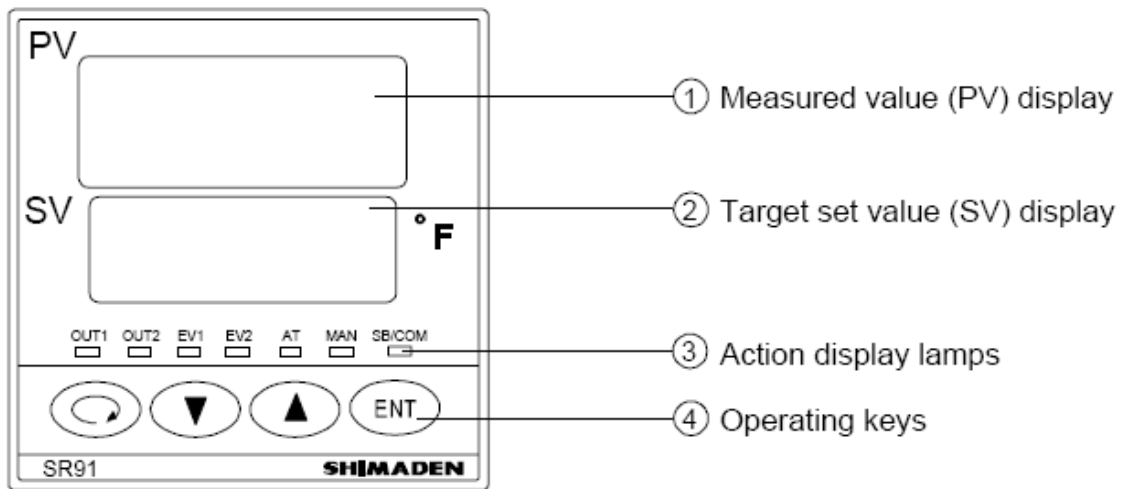 PV
① Measured value (PV) display
SV
② Target set value (SV) display
°F
OUT1 OUT2 EV1 EV2 AT MAN SB/COM
③ Action display lamps
ENT
④ Operating keys
SR91 SHIMADEN